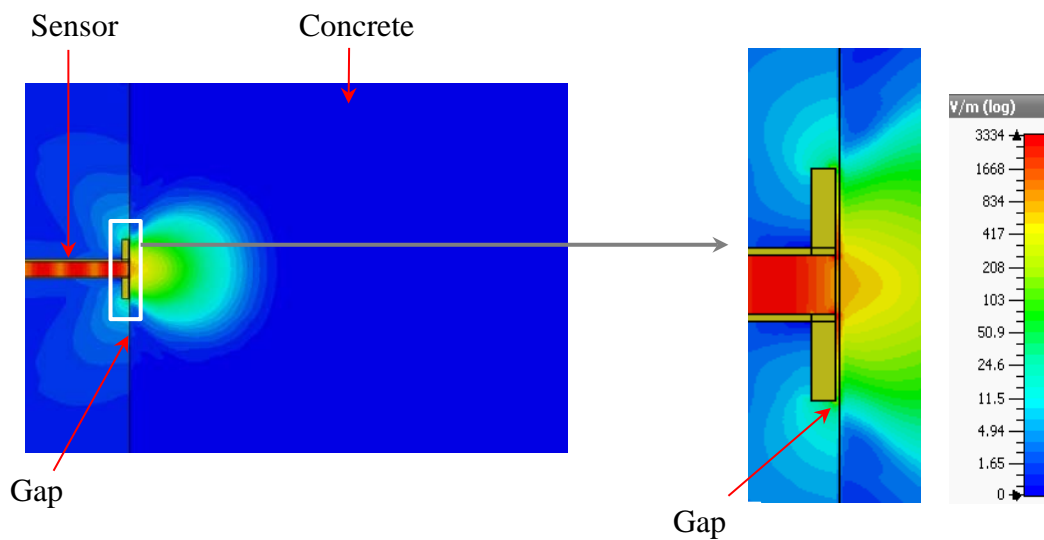 Sensor
Concrete
V/m (log)
3334
1668
834
417
208
103
50.9
24.6
11.5
4.94
1.65
0
Gap
Gap